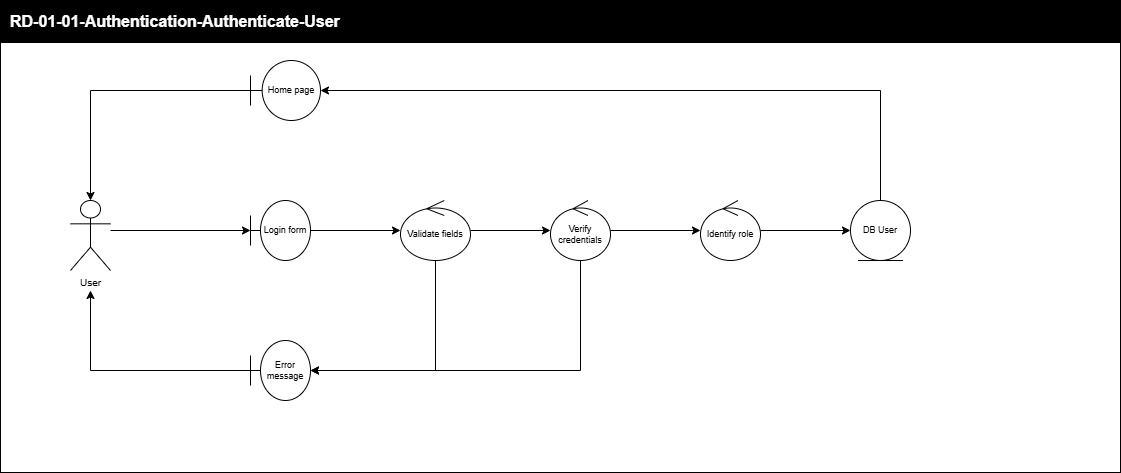 RD-01-01-Authentication-Authenticate-User
Home page
Login form
Validate fields
Verify
credentials
Identify role
DB User
User
Error
message